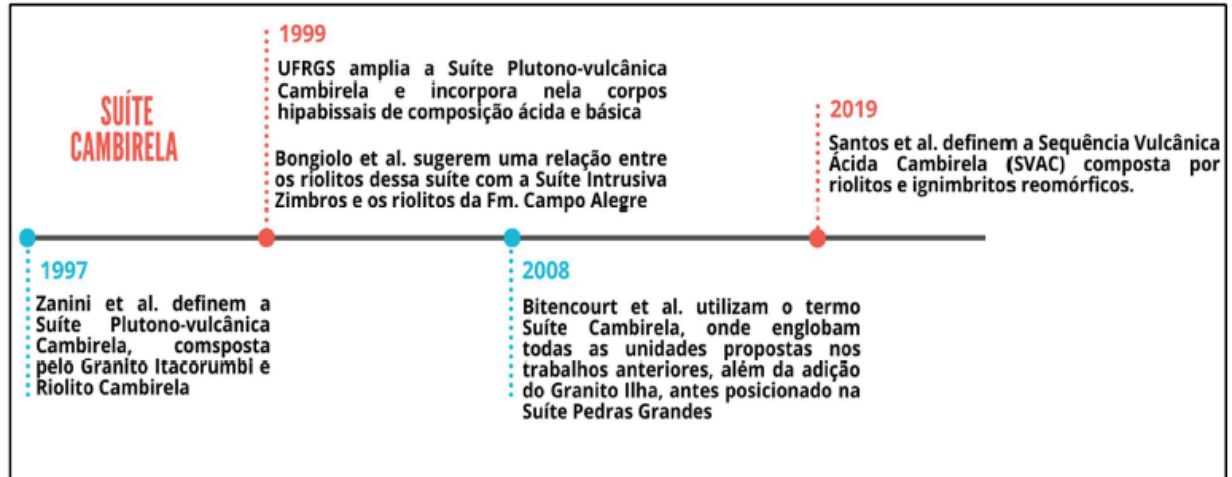 SUÍTE
CAMBIRELA
1999
UFRGS amplia a Suíte Plutono-vulcânica
Cambirela e incorpora nela corpos
hipabissais de composição ácida e básica
Bongiolo et al. sugerem uma relação entre
os riolitos dessa suíte com a Suíte Intrusiva
Zimbros e os riolitos da Fm. Campo Alegre
2019
Santos et al. definem a Sequência Vulcânica
Ácida Cambirela (SVAC) composta por
riolitos e ignimbritos reomórficos.
1997
Zanini et al. definem a
Suíte Plutono-vulcânica
Cambirela, comsposta
pelo Granito Itacorumbi e
Riolito Cambirela
2008
Bitencourt et al. utilizam o termo
Suíte Cambirela, onde englobam
todas as unidades propostas nos
trabalhos anteriores, além da adição
do Granito Ilha, antes posicionado na
Suíte Pedras Grandes